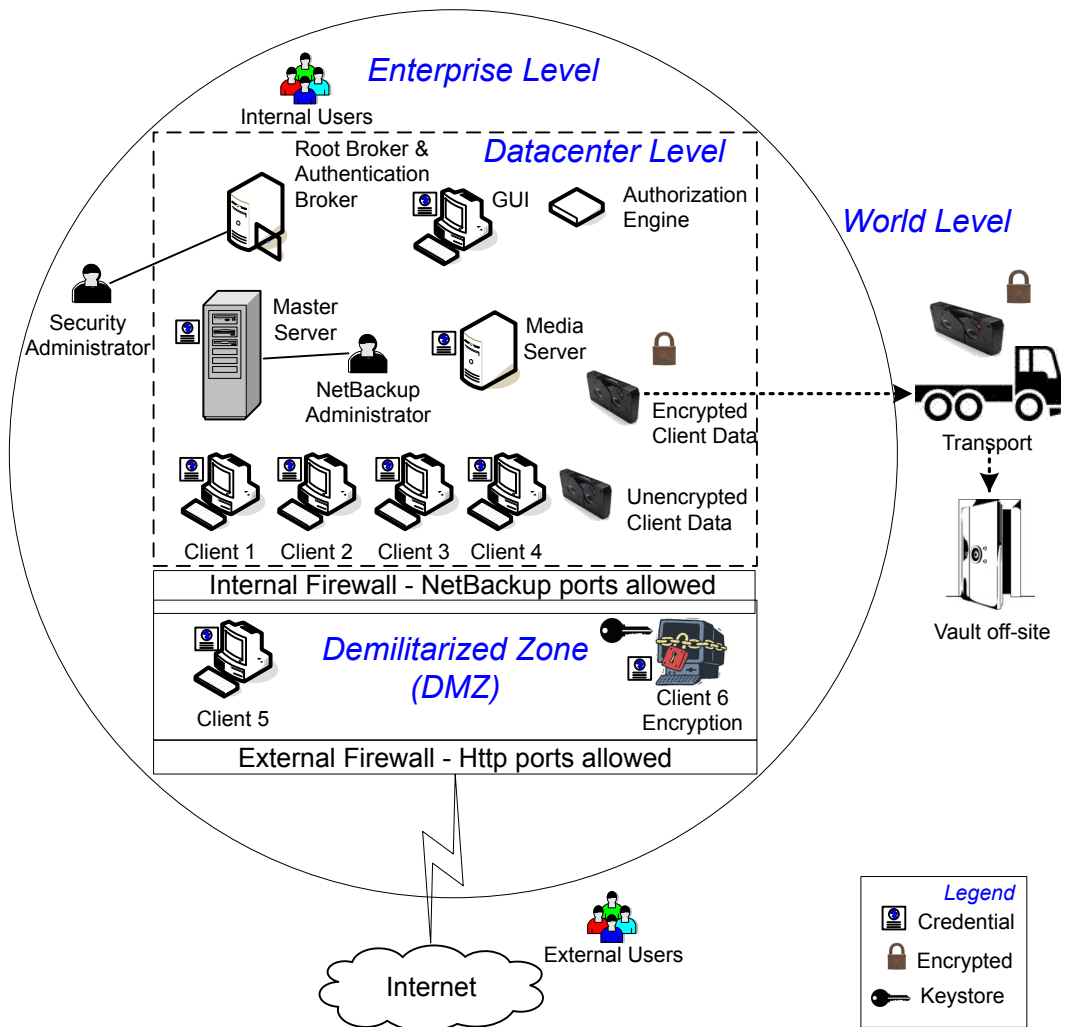 Enterprise Level
Internal Users
Root Broker &
Authentication
Broker
Datacenter Level
GUI
Authorization
Engine
World Level
Security
Administrator
Master
Server
NetBackup
Administrator
Media
Server
Encrypted
Client Data
Transport
Client 1
Client 2
Client 3
Client 4
Unencrypted
Client Data
Vault off-site
Internal Firewall - NetBackup ports allowed
Demilitarized Zone
(DMZ)
Client 5
Client 6
Encryption
External Firewall - Http ports allowed
External Users
Internet
Legend
Credential
Encrypted
Keystore